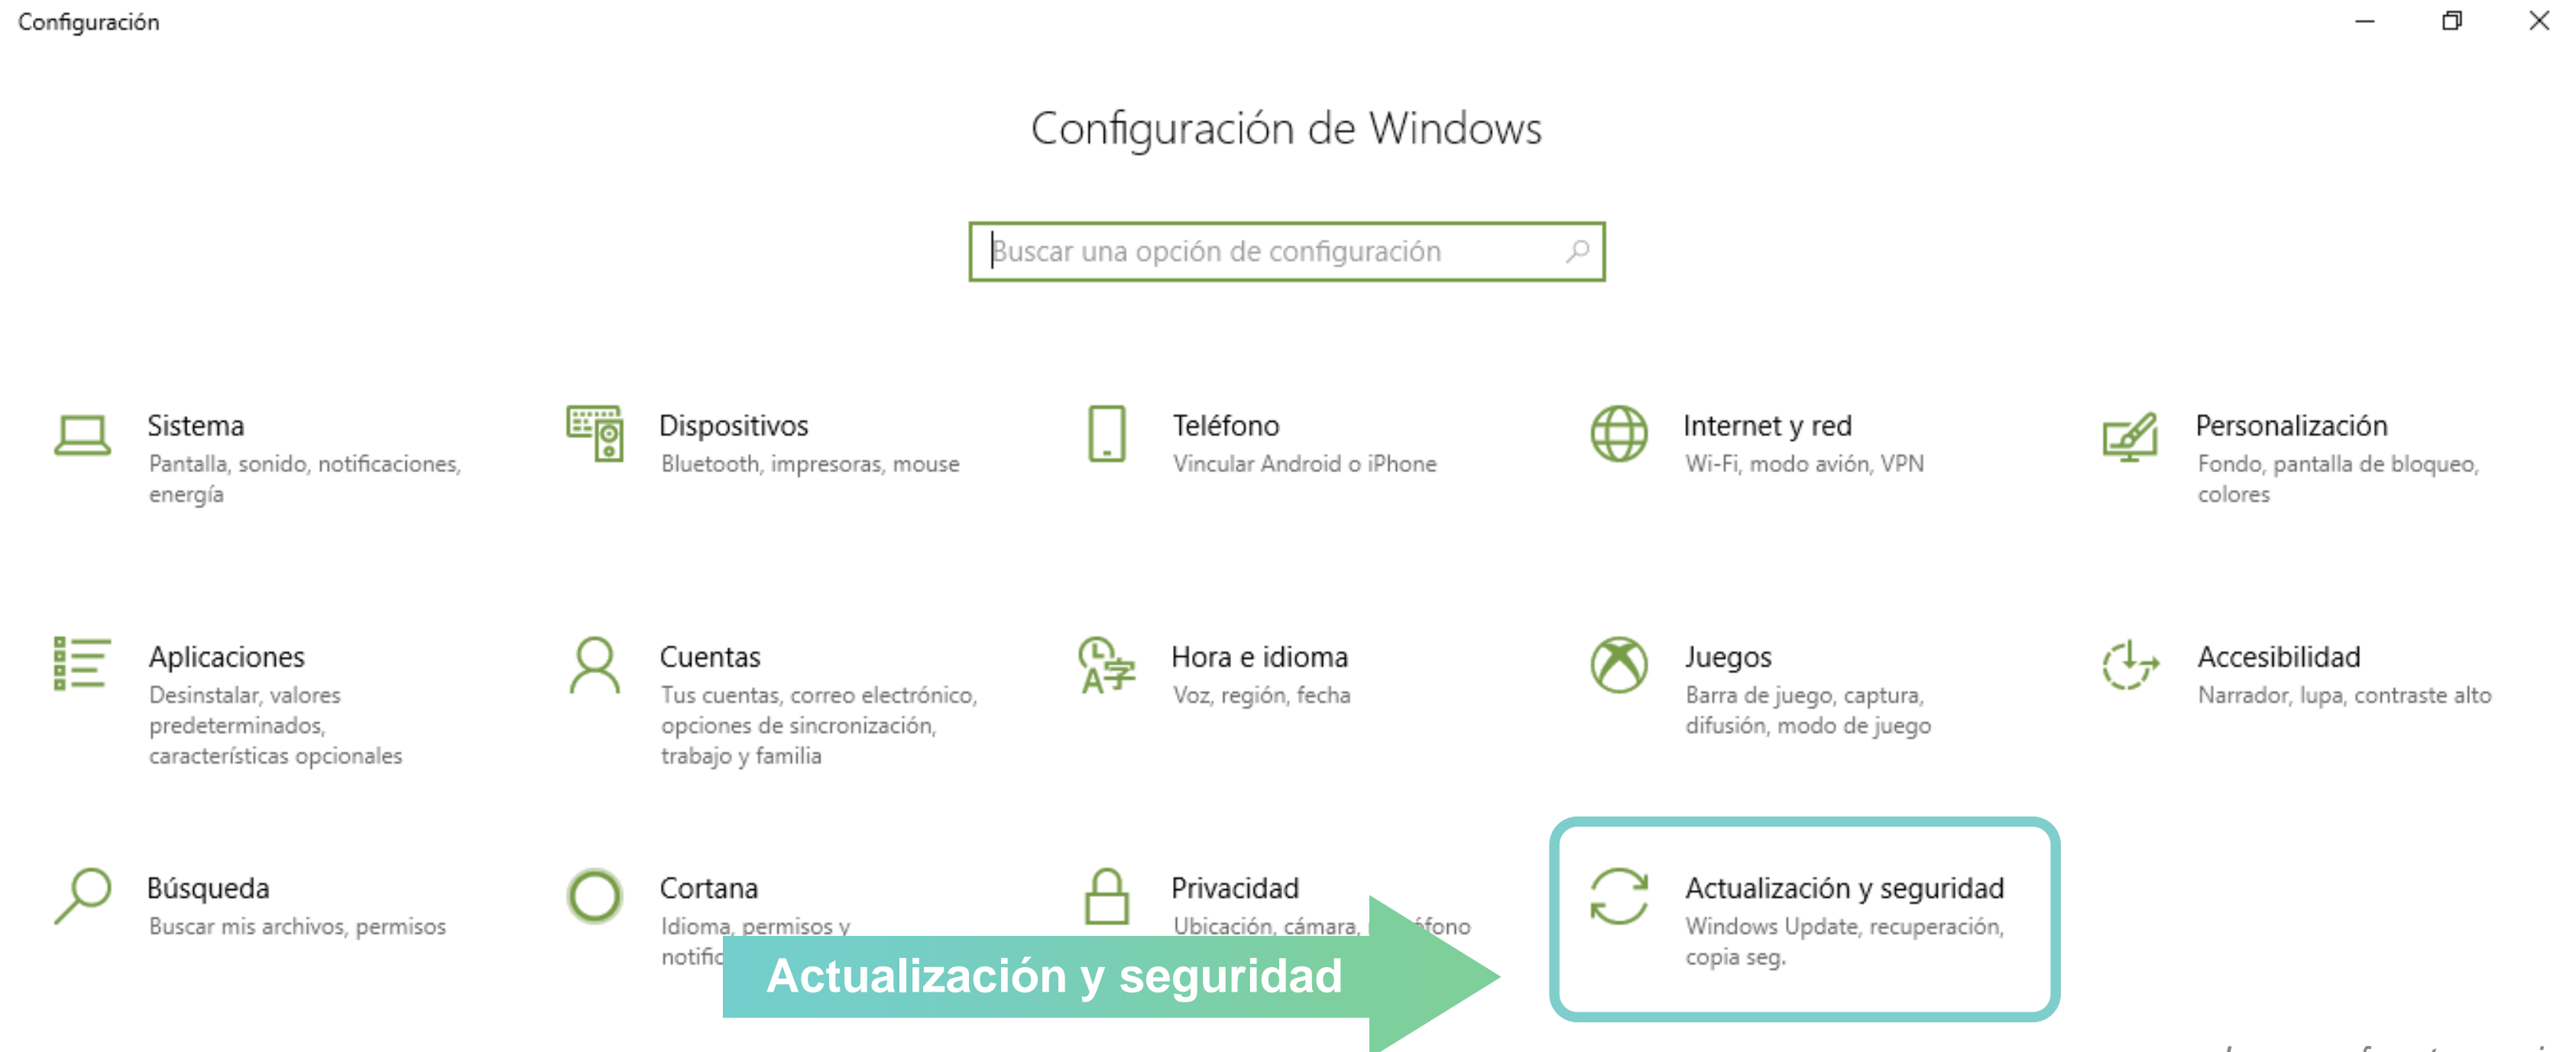 Configuración
Configuración de Windows
Buscar una opción de configuración
Sistema
Pantalla, sonido, notificaciones,
energía
Dispositivos
Bluetooth, impresoras, mouse
Teléfono
Vincular Android o iPhone
Internet y red
Wi-Fi, modo avión, VPN
Personalización
Fondo, pantalla de bloqueo,
colores
Aplicaciones
Desinstalar, valores
predeterminados,
características opcionales
Cuentas
Tus cuentas, correo electrónico,
opciones de sincronización,
trabajo y familia
Hora e idioma
Voz, región, fecha
Juegos
Barra de juego, captura,
difusión, modo de juego
Accesibilidad
Narrador, lupa, contraste alto
Búsqueda
Buscar mis archivos, permisos
Cortana
Idioma, permisos y
Privacidad
Ubicación, cámara,
Actualización y seguridad
Windows Update, recuperación,
copia seg.
Actualización y seguridad